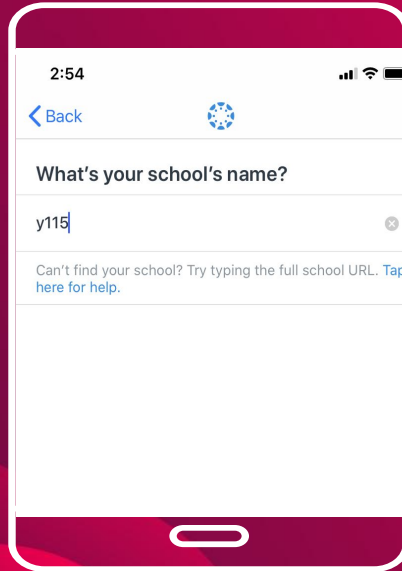 2:54
Back
What's your school's name?
y115
Can't find your school? Try typing the full school URL. Tap
here for help.